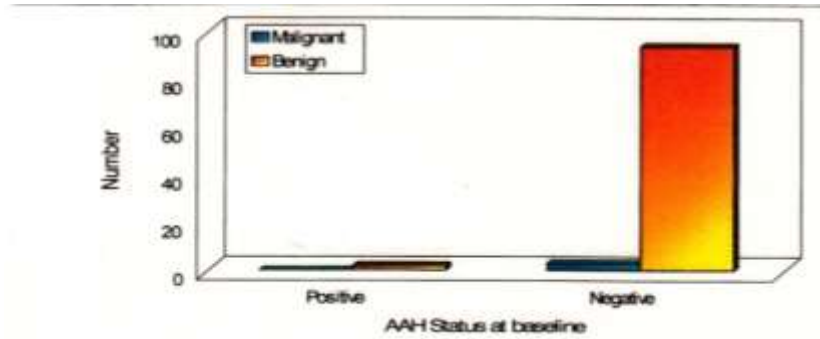 Malignant
Benign
100
80
60
40
20
0
Number
Positive
Negative
AAH Status at baseline